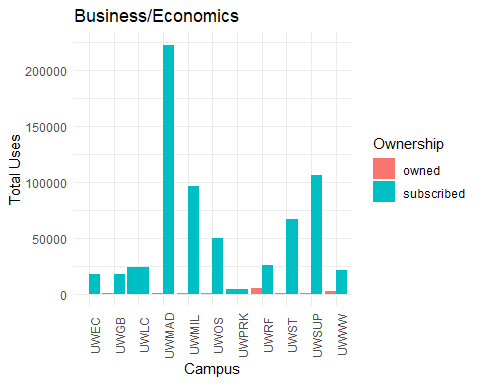 Business/Economics
Total Uses
200000
150000
100000
50000
0
UWEC
UWGB
UWLC
UWMAD
UWMIL
UWOS
UWPRK
UWRF
UWST
UWSUP
UWWW
Campus
Ownership
owned
subscribed